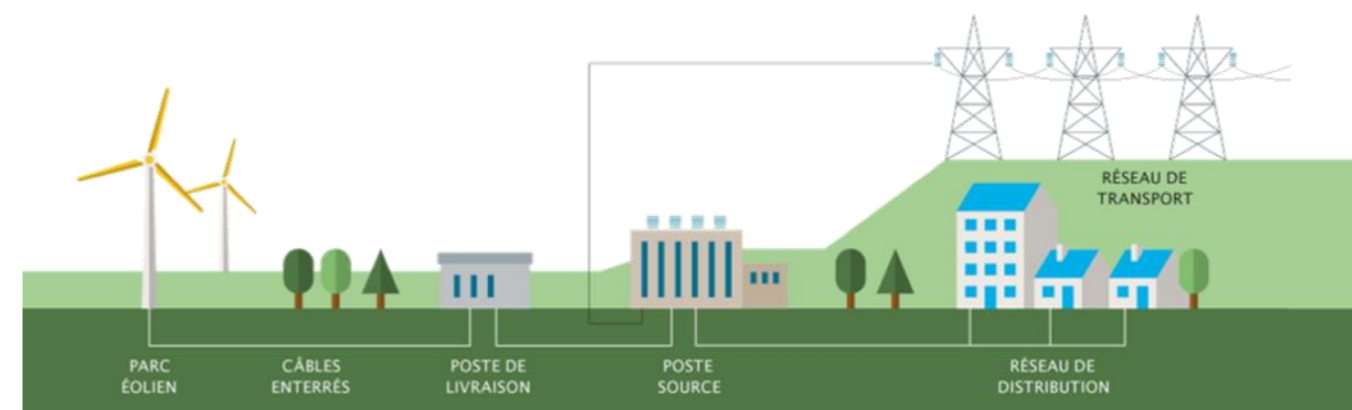 RÉSEAU DE
TRANSPORT
PARC
ÉOLIEN
CÂBLES
ENTERRÉS
POSTE DE
LIVRAISON
POSTE
SOURCE
RÉSEAU DE
DISTRIBUTION